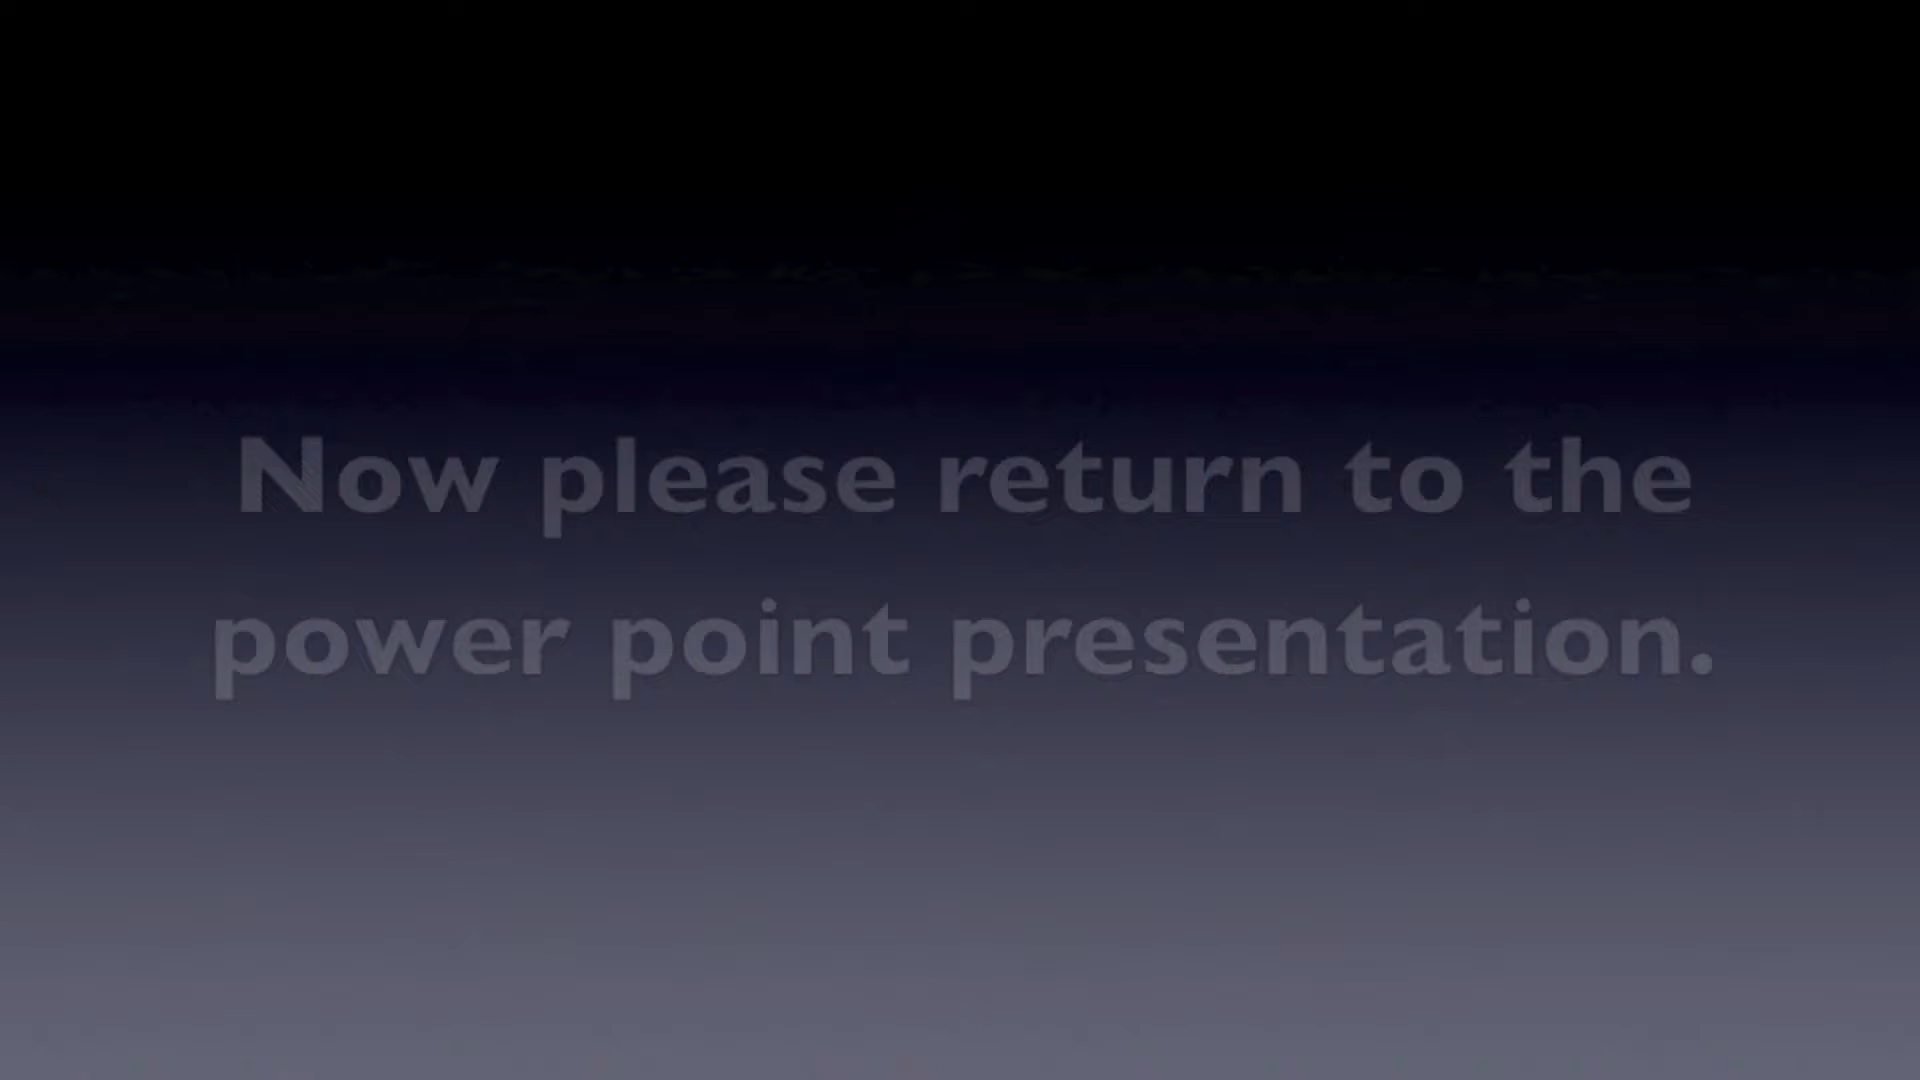 Now please return to the
power point presentation.